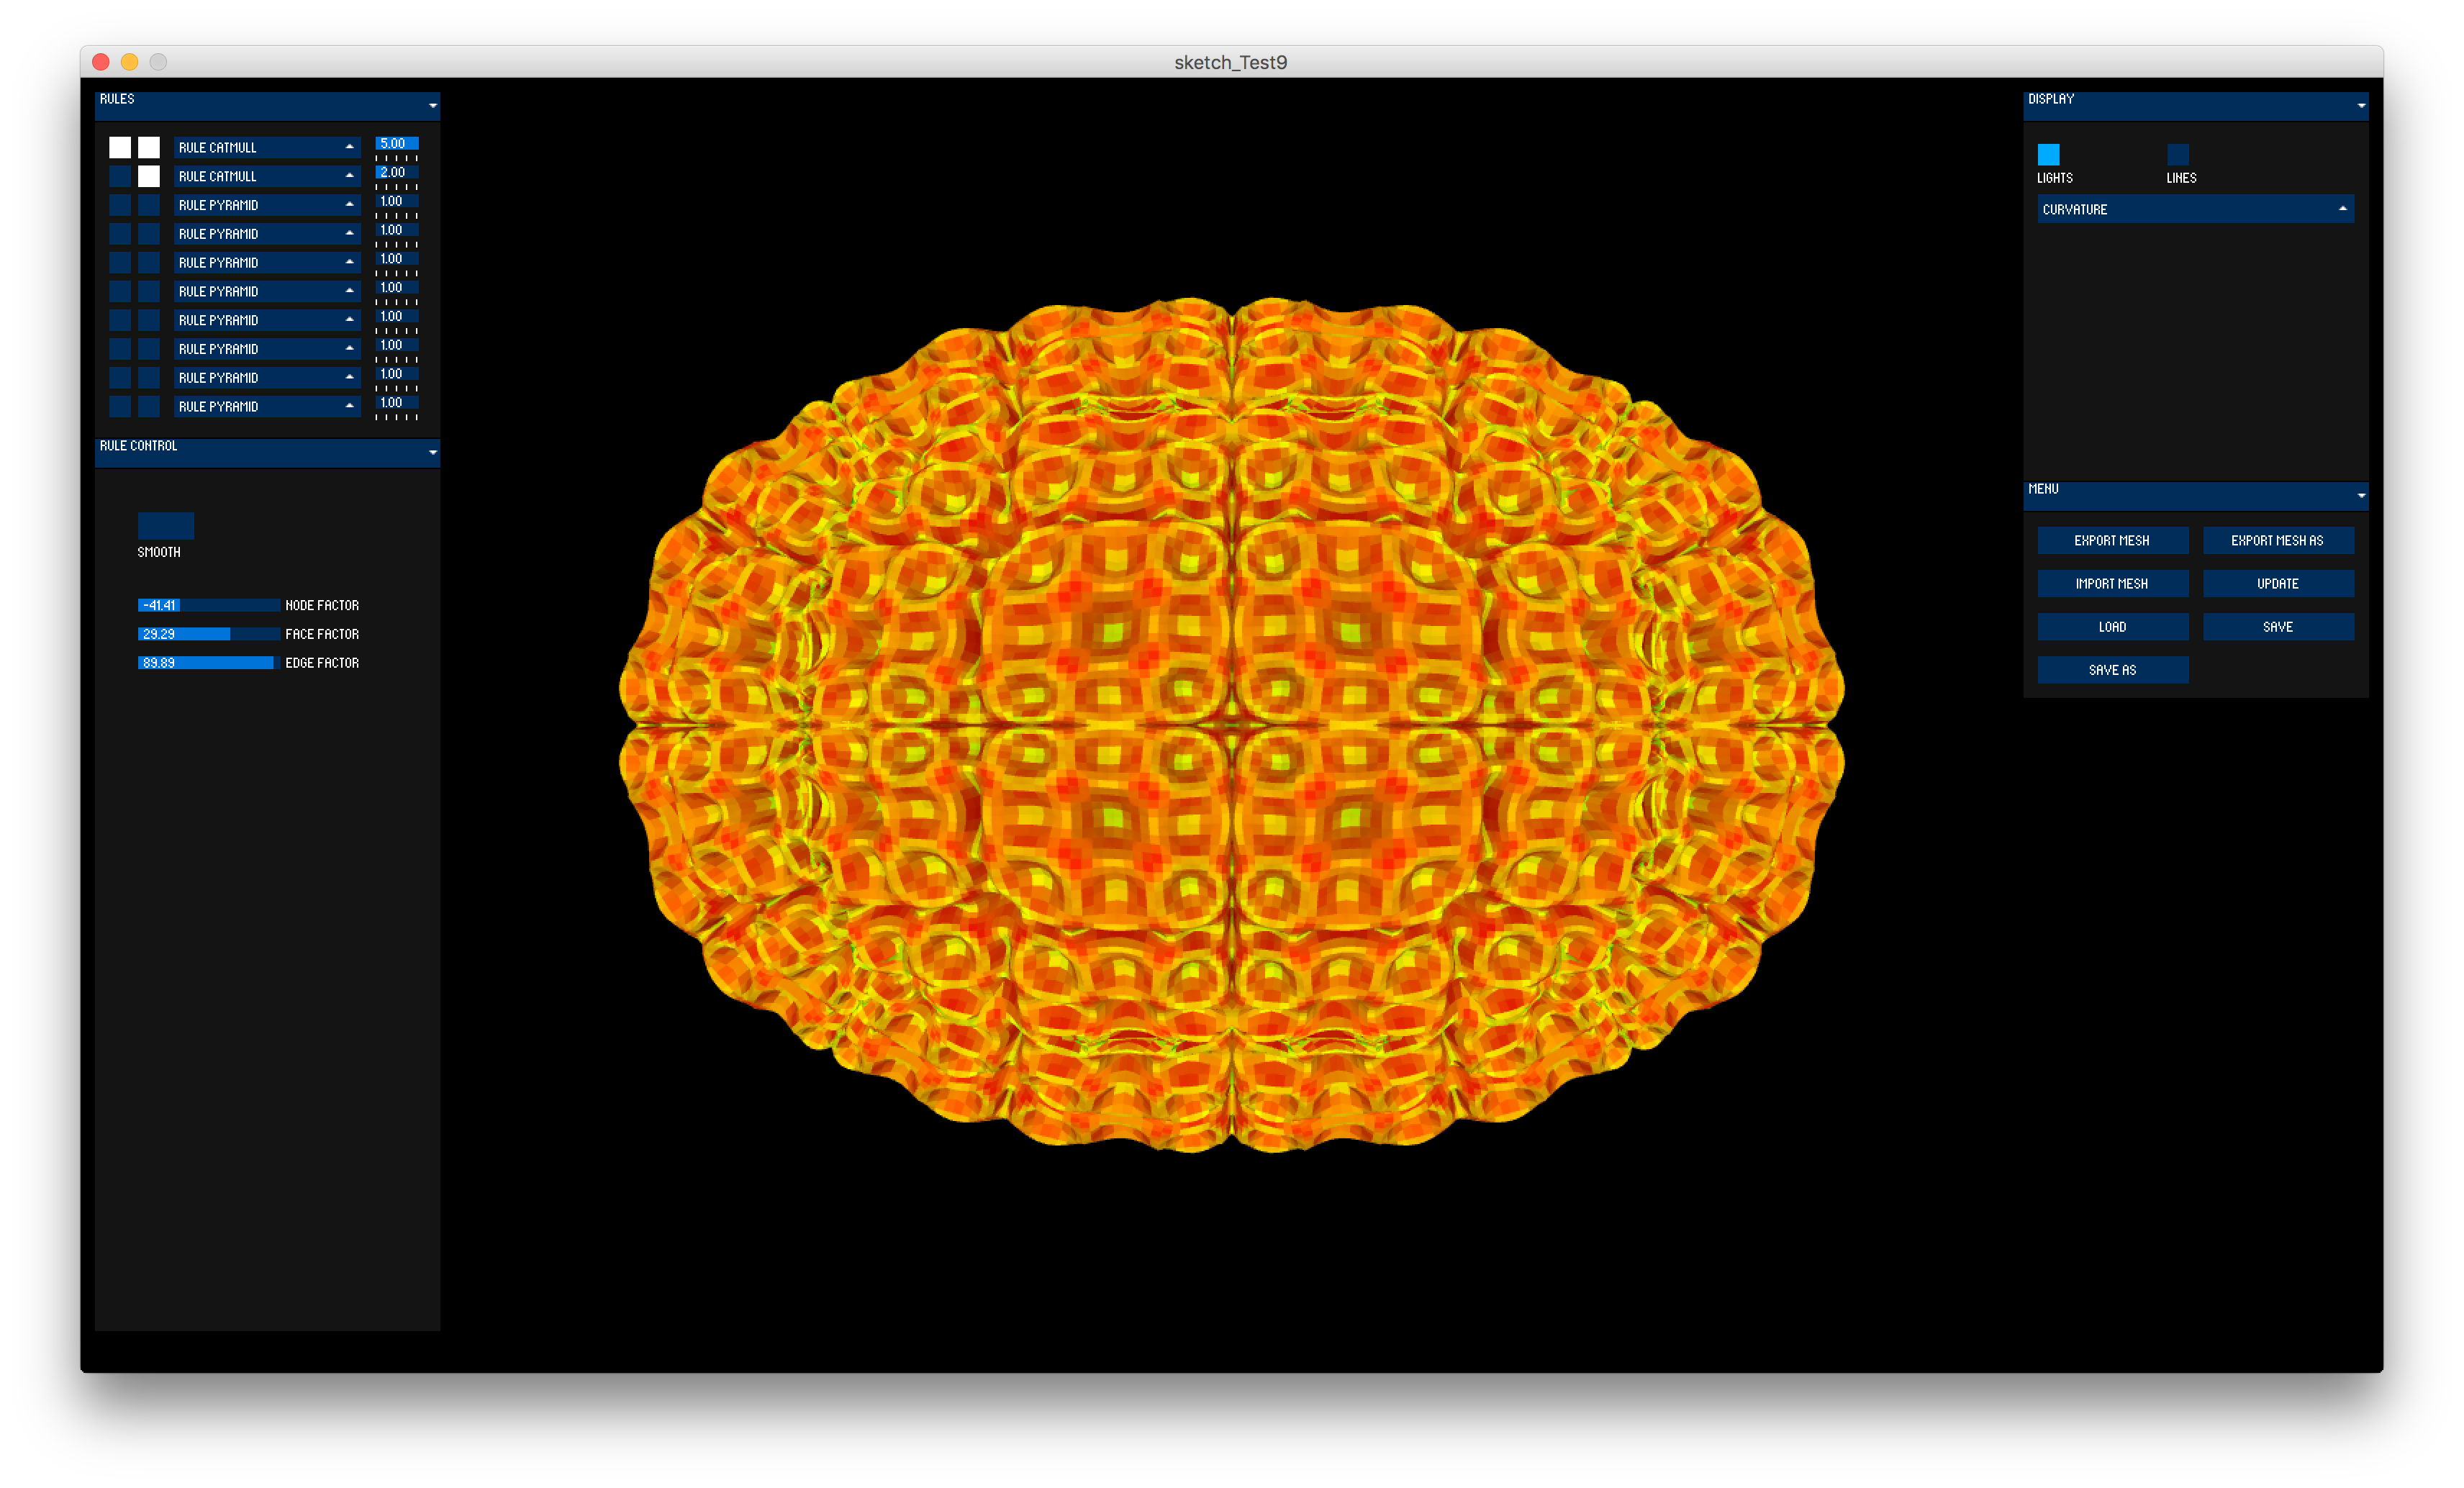 sketch_Test9
RULES
RULE CATMULL 5.00
RULE CATMULL 2.00
RULE PYRAMID 1.00
RULE PYRAMID 1.00
RULE PYRAMID 1.00
RULE PYRAMID 1.00
RULE PYRAMID 1.00
RULE PYRAMID 1.00
RULE PYRAMID 1.00
RULE PYRAMID 1.00
RULE CONTROL
SMOOTH
-41.41 NODE FACTOR
29.29 FACE FACTOR
89.89 EDGE FACTOR
DISPLAY
LIGHTS LINES
CURVATURE
MENU
EXPORT MESH EXPORT MESH AS
IMPORT MESH UPDATE
LOAD SAVE
SAVE AS